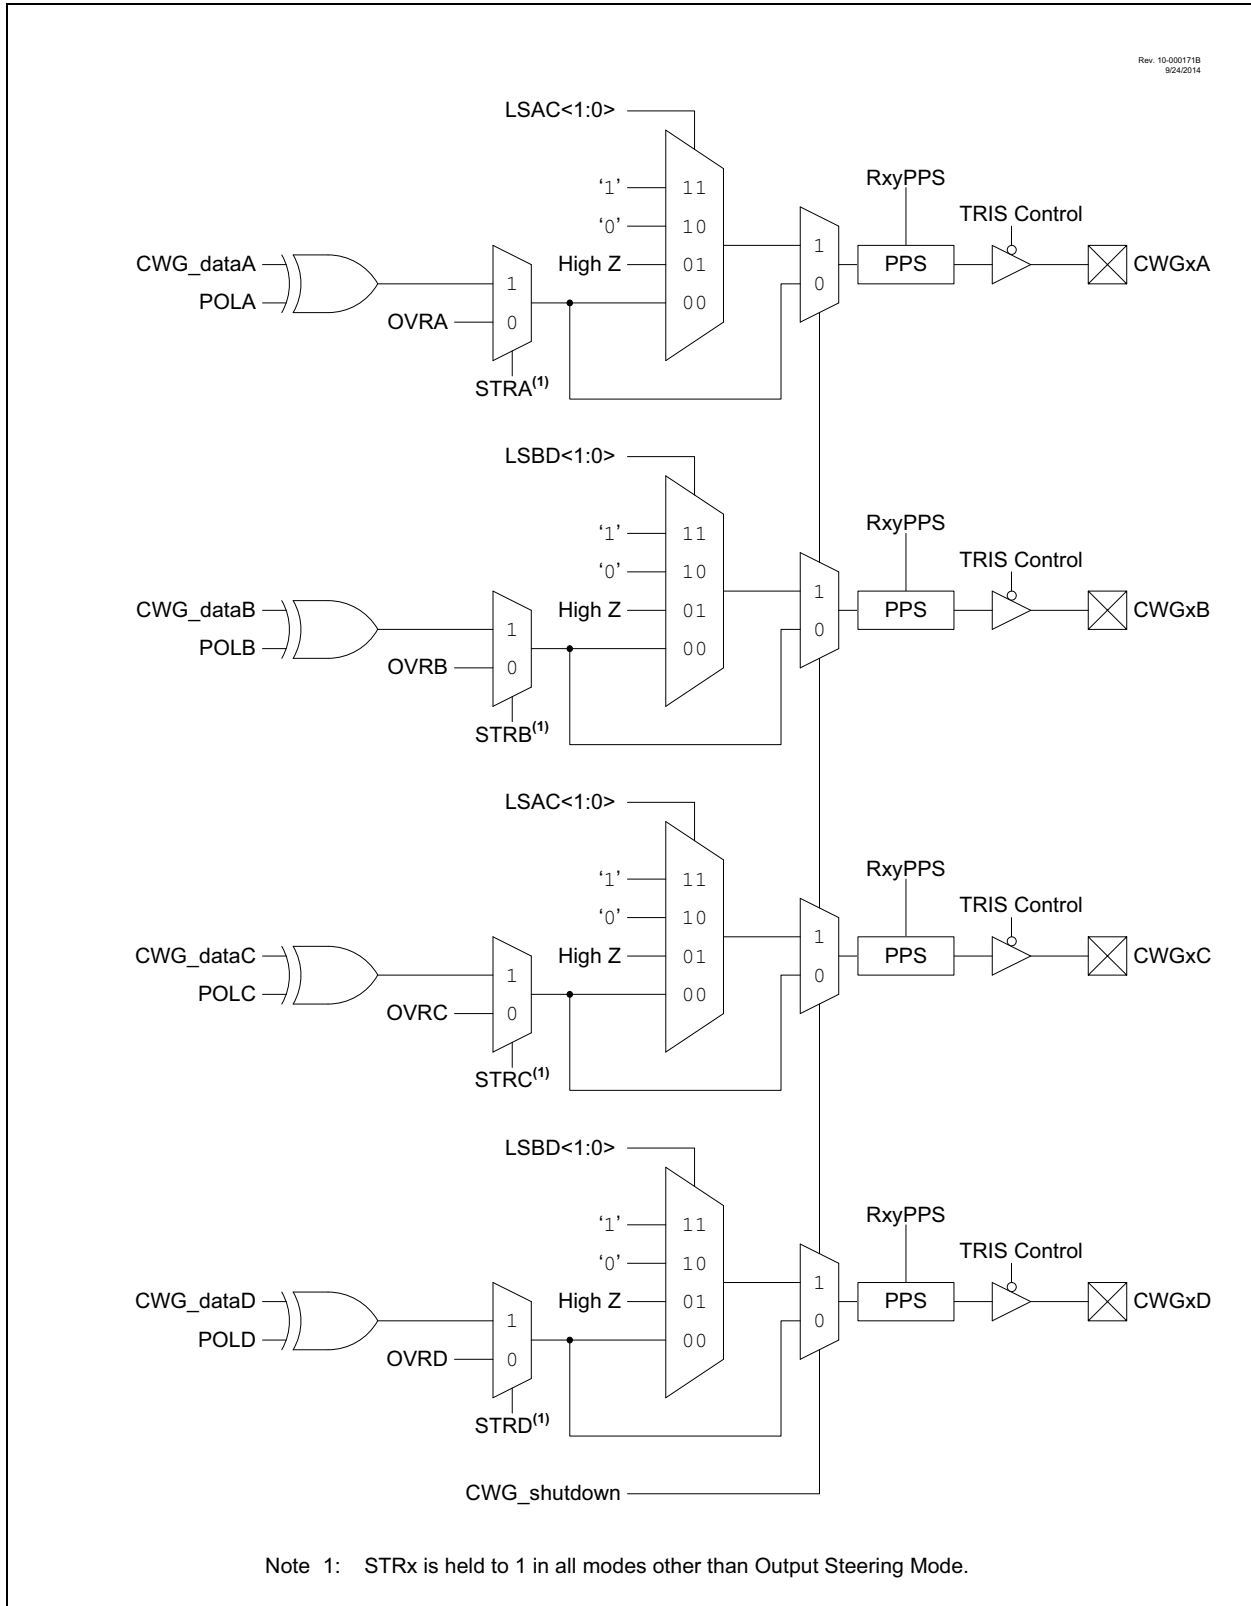 Rev. 10-000171B
9/24/2014
LSAC<1:0>
‘1’
11
‘0’
10
High Z
01
00
CWG_dataA
POLA
OVRA
1
0
STRA(1)
1
0
RxyPPS
PPS
TRIS Control
CWGxA
LSBD<1:0>
‘1’
11
‘0’
10
High Z
01
00
CWG_dataB
POLB
OVRB
1
0
STRB(1)
1
0
RxyPPS
PPS
TRIS Control
CWGxB
LSAC<1:0>
‘1’
11
‘0’
10
High Z
01
00
CWG_dataC
POLC
OVRC
1
0
STRC(1)
1
0
RxyPPS
PPS
TRIS Control
CWGxC
LSBD<1:0>
‘1’
11
‘0’
10
High Z
01
00
CWG_dataD
POLD
OVRD
1
0
STRD(1)
1
0
RxyPPS
PPS
TRIS Control
CWGxD
CWG_shutdown
Note 1: STRx is held to 1 in all modes other than Output Steering Mode.